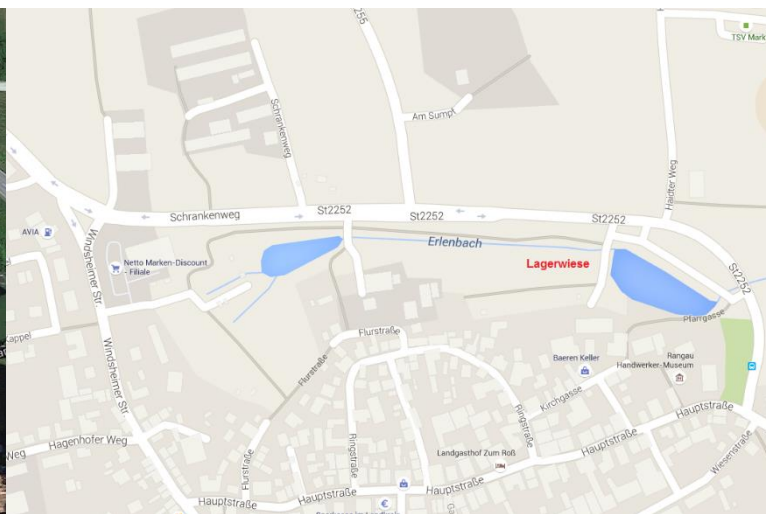 255
TSV Mark
Schrankenweg
Am Sumpf
Haidter Weg
AVIA
Windsheimer Str.
Schrankenweg
St2252
St2252
St2252
Erlenbach
Lagerwiese
St2252
Netto Marken-Discount
- Filiale
Pfarrgasse
Kappel
Flurstraße
Flurstraße
Baeren Keller
Rangau
Handwerker-Museum
Windsheimer Str.
Kirchgasse
Ringstraße
Hauptstraße
Hagenhofer Weg
Weg
Ringstraße
Landgasthof Zum Roß
Hauptstraße
Wiesenstraße
Flurstraße
Hauptstraße
Hauptstraße
Hauptstraße